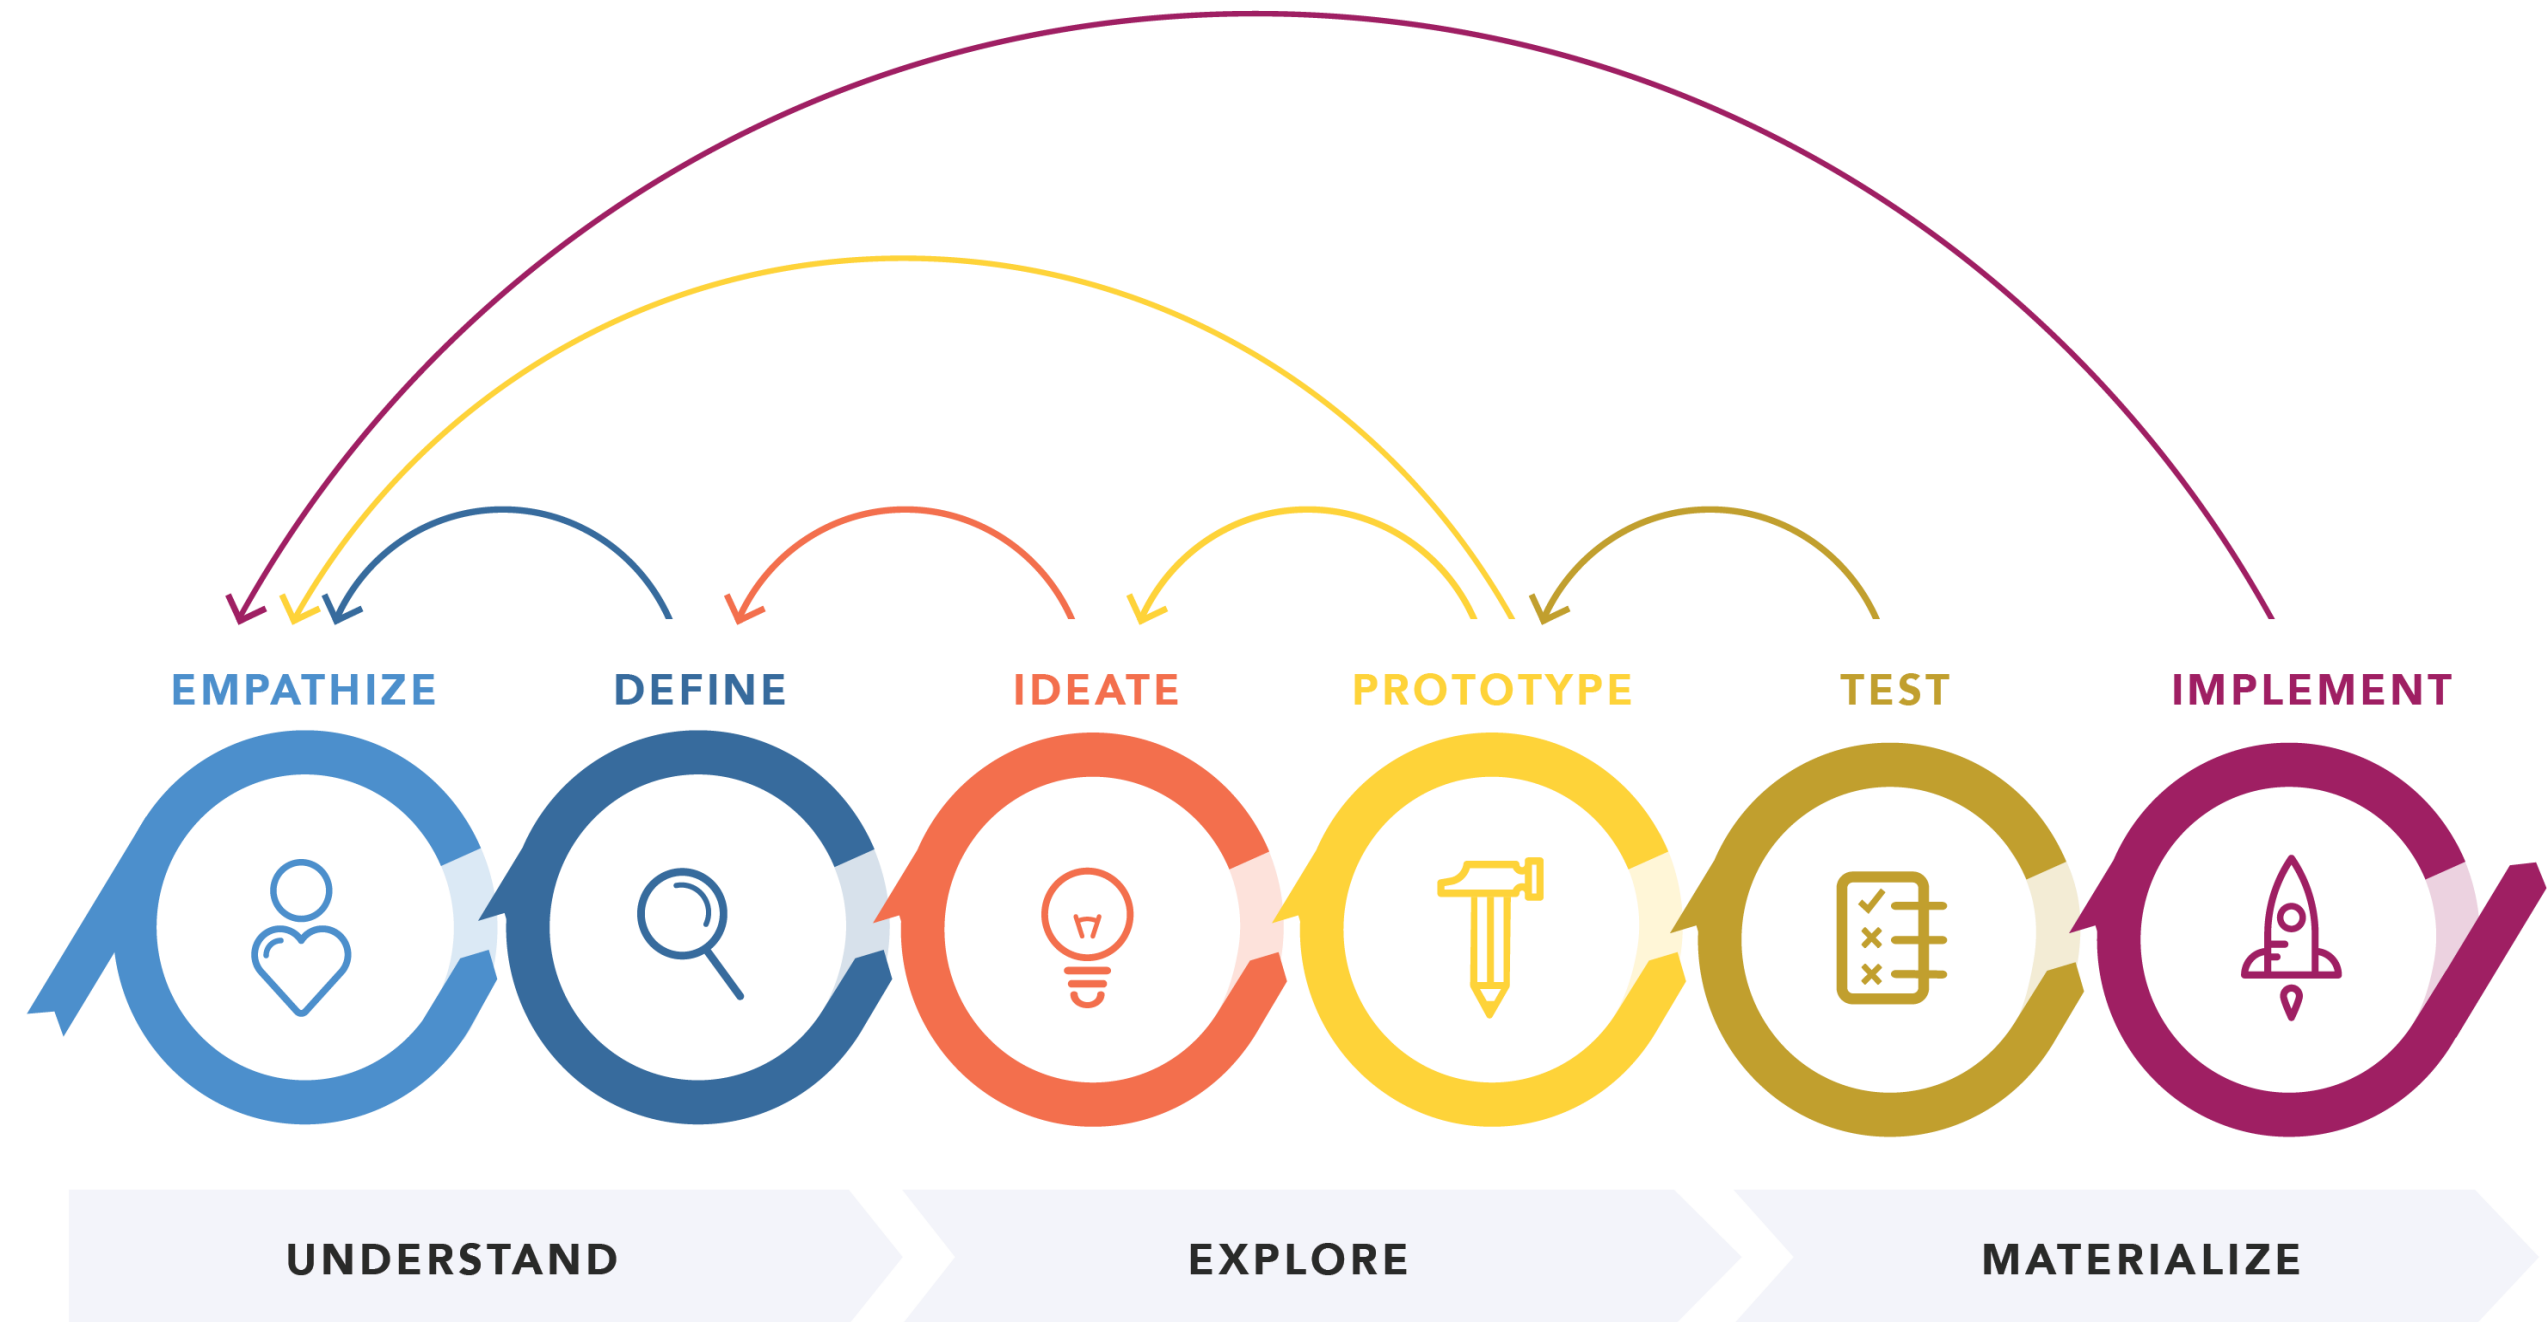 EMPATHIZE
DEFINE
IDEATE
PROTOTYPE
TEST
IMPLEMENT
UNDERSTAND
EXPLORE
MATERIALIZE